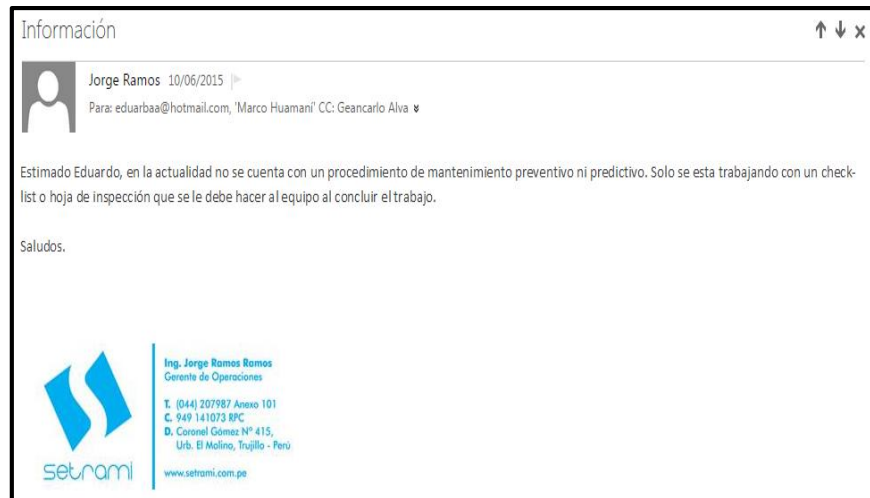 Información
Jorge Ramos 10/06/2015
Para: eduarbaa@hotmail.com, 'Marco Huamaní' CC: Geancarlo Alva
Estimado Eduardo, en la actualidad no se cuenta con un procedimiento de mantenimiento preventivo ni predictivo. Solo se esta trabajando con un check-
list o hoja de inspección que se le debe hacer al equipo al concluir el trabajo.
Saludos.
Ing. Jorge Ramos Ramos
Gerente de Operaciones
T. (044) 207987 Anexo 101
C. 949 141073 RPC
D. Coronel Gómez N° 415,
Urb. El Molino, Trujillo - Perú
www.setrami.com.pe
setrami